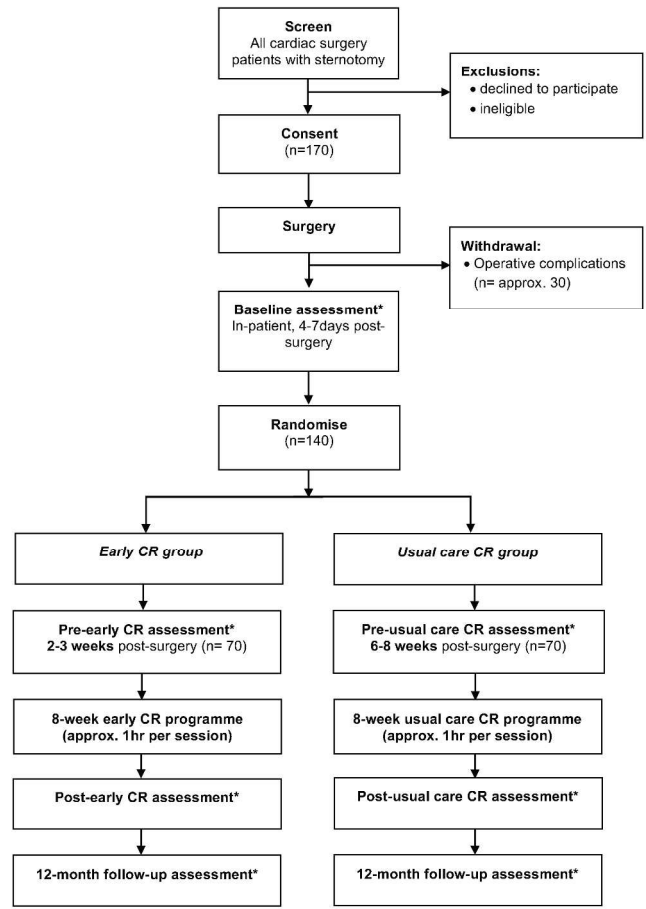 Screen
All cardiac surgery
patients with sternotomy
Exclusions:
• declined to participate
• ineligible
Consent
(n=170)
Surgery
Withdrawal:
• Operative complications
(n= approx. 30)
Baseline assessment*
In-patient, 4-7days post-
surgery
Randomise
(n=140)
Early CR group
Usual care CR group
Pre-early CR assessment*
2-3 weeks post-surgery (n= 70)
Pre-usual care CR assessment*
6-8 weeks post-surgery (n=70)
8-week early CR programme
(approx. 1hr per session)
8-week usual care CR programme
(approx. 1hr per session)
Post-early CR assessment*
Post-usual care CR assessment*
12-month follow-up assessment*
12-month follow-up assessment*